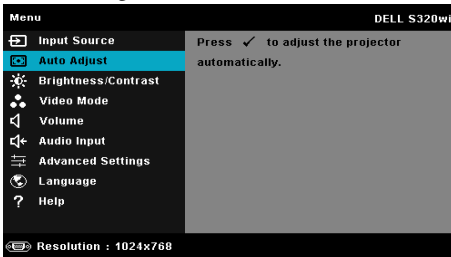 Menu
DELL S320wi
Input Source
Auto Adjust
Brightness/Contrast
Video Mode
Volume
Audio Input
Advanced Settings
Language
? Help
Press ✓ to adjust the projector
automatically.
Resolution : 1024x768